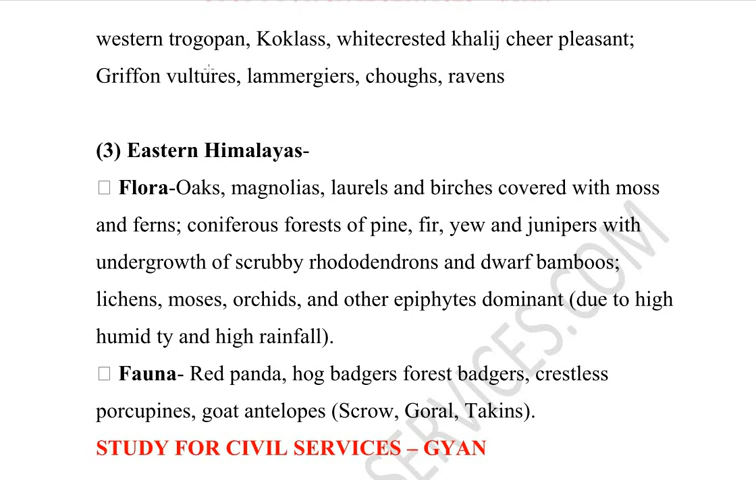 western trogopan, Koklass, whitecrested khalij cheer pleasant;
Griffon vultures, lammergiers, choughs, ravens
(3) Eastern Himalayas-
Flora-Oaks, magnolias, laurels and birches covered with moss
and ferns; coniferous forests of pine, fir, yew and junipers with
undergrowth of scrubby rhododendrons and dwarf bamboos;
lichens, moses, orchids, and other epiphytes dominant (due to high
humid ty and high rainfall).
Fauna- Red panda, hog badgers forest badgers, crestless
porcupines, goat antelopes (Scrow, Goral, Takins).
STUDY FOR CIVIL SERVICES – GYAN
SERVICES.COM